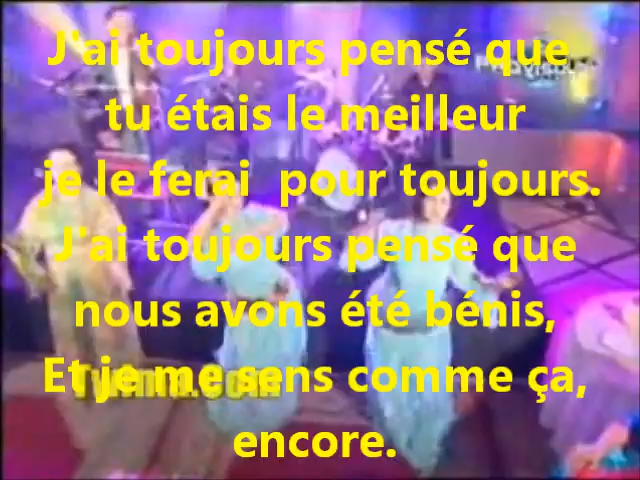 J'ai toujours pensé que
tu étais le meilleur
je le ferai pour toujours.
J'ai toujours pensé que
nous avons été bénis,
Et je me sens comme ça,
encore.